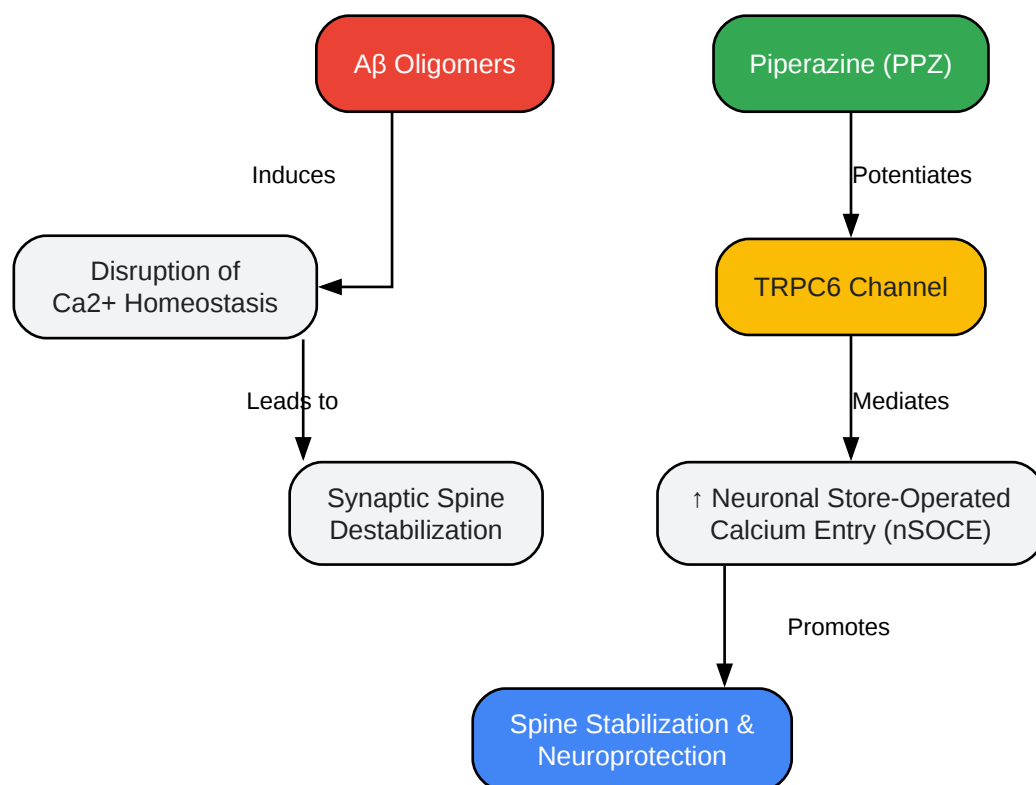 Aβ Oligomers
Piperazine (PPZ)
Induces
Potentiates
Disruption of
Ca2+ Homeostasis
TRPC6 Channel
Leads to
Mediates
Synaptic Spine
Destabilization
↑ Neuronal Store-Operated
Calcium Entry (nSOCE)
Promotes
Spine Stabilization &
Neuroprotection